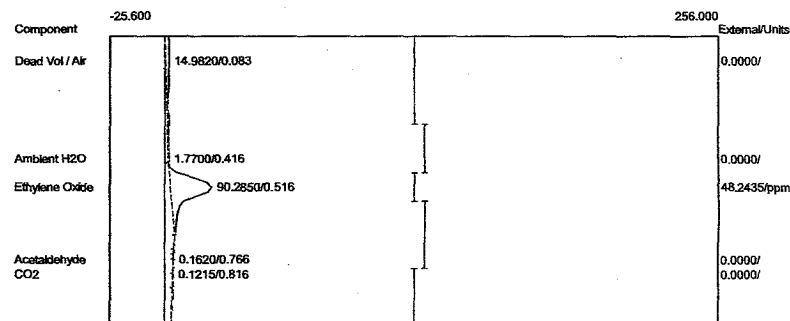 -25.600 256.000
Component External/Units
Dead Vol / Air 14.9820/0.083 0.0000/
Ambient H2O 1.7700/0.416 0.0000/
Ethylene Oxide 90.2850/0.516 48.2435/ppm
Acetaldehyde 0.1620/0.766 0.0000/
CO2 0.1215/0.816 0.0000/